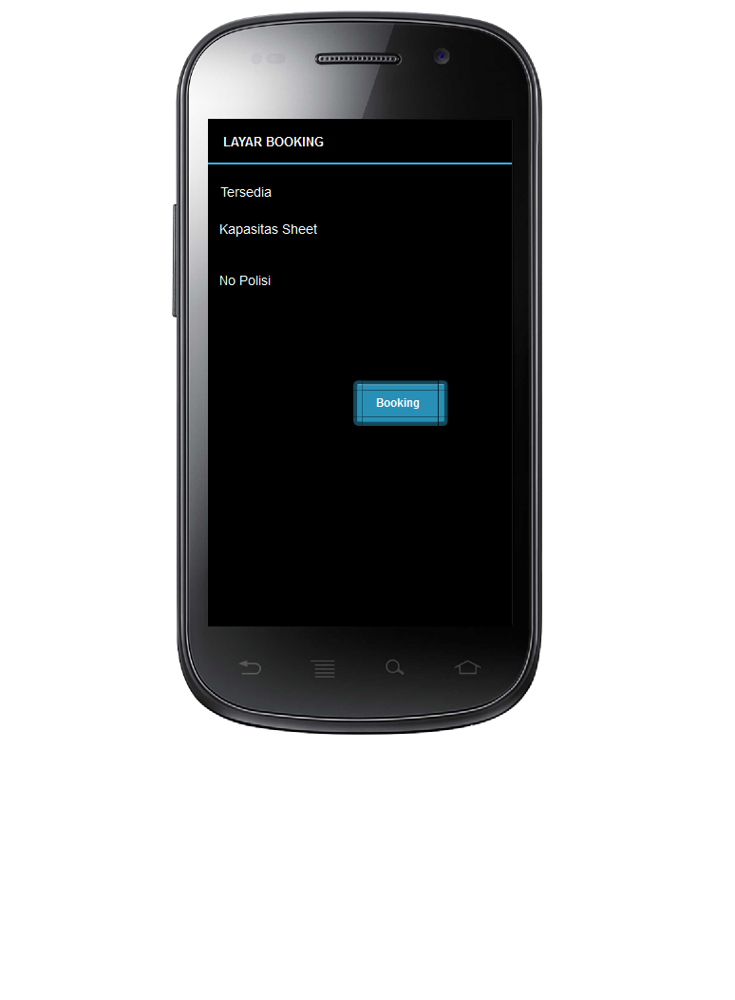 LAYAR BOOKING
Tersedia
Kapasitas Sheet
No Polisi
Booking